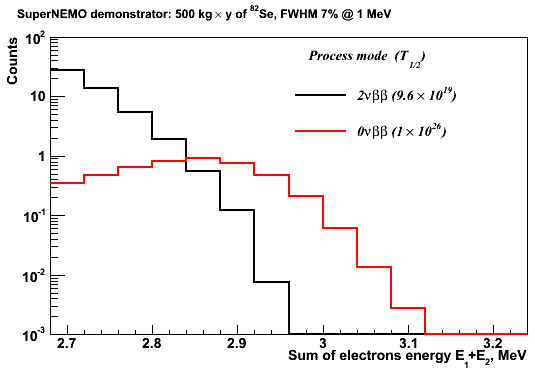 SuperNEMO demonstrator: 500 kg × y of ⁸²Se, FWHM 7% @ 1 MeV
Counts
Process mode (T₁/₂)
2νββ (9.6 × 10¹⁹)
0νββ (1 × 10²⁶)
10²
10
1
10⁻¹
10⁻²
10⁻³
2.7 2.8 2.9 3 3.1 3.2
Sum of electrons energy E₁+E₂, MeV